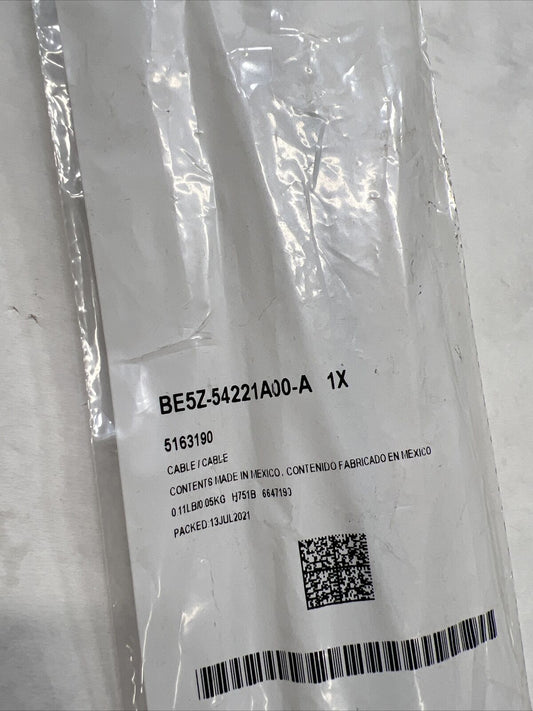 BE5Z-54221A00-A 1X
5163190
CABLE / CABLE
CONTENTS MADE IN MEXICO. CONTENIDO FABRICADO EN MEXICO
0.11LB/0.05KG H751B 6647193
PACKED:13JUL2021